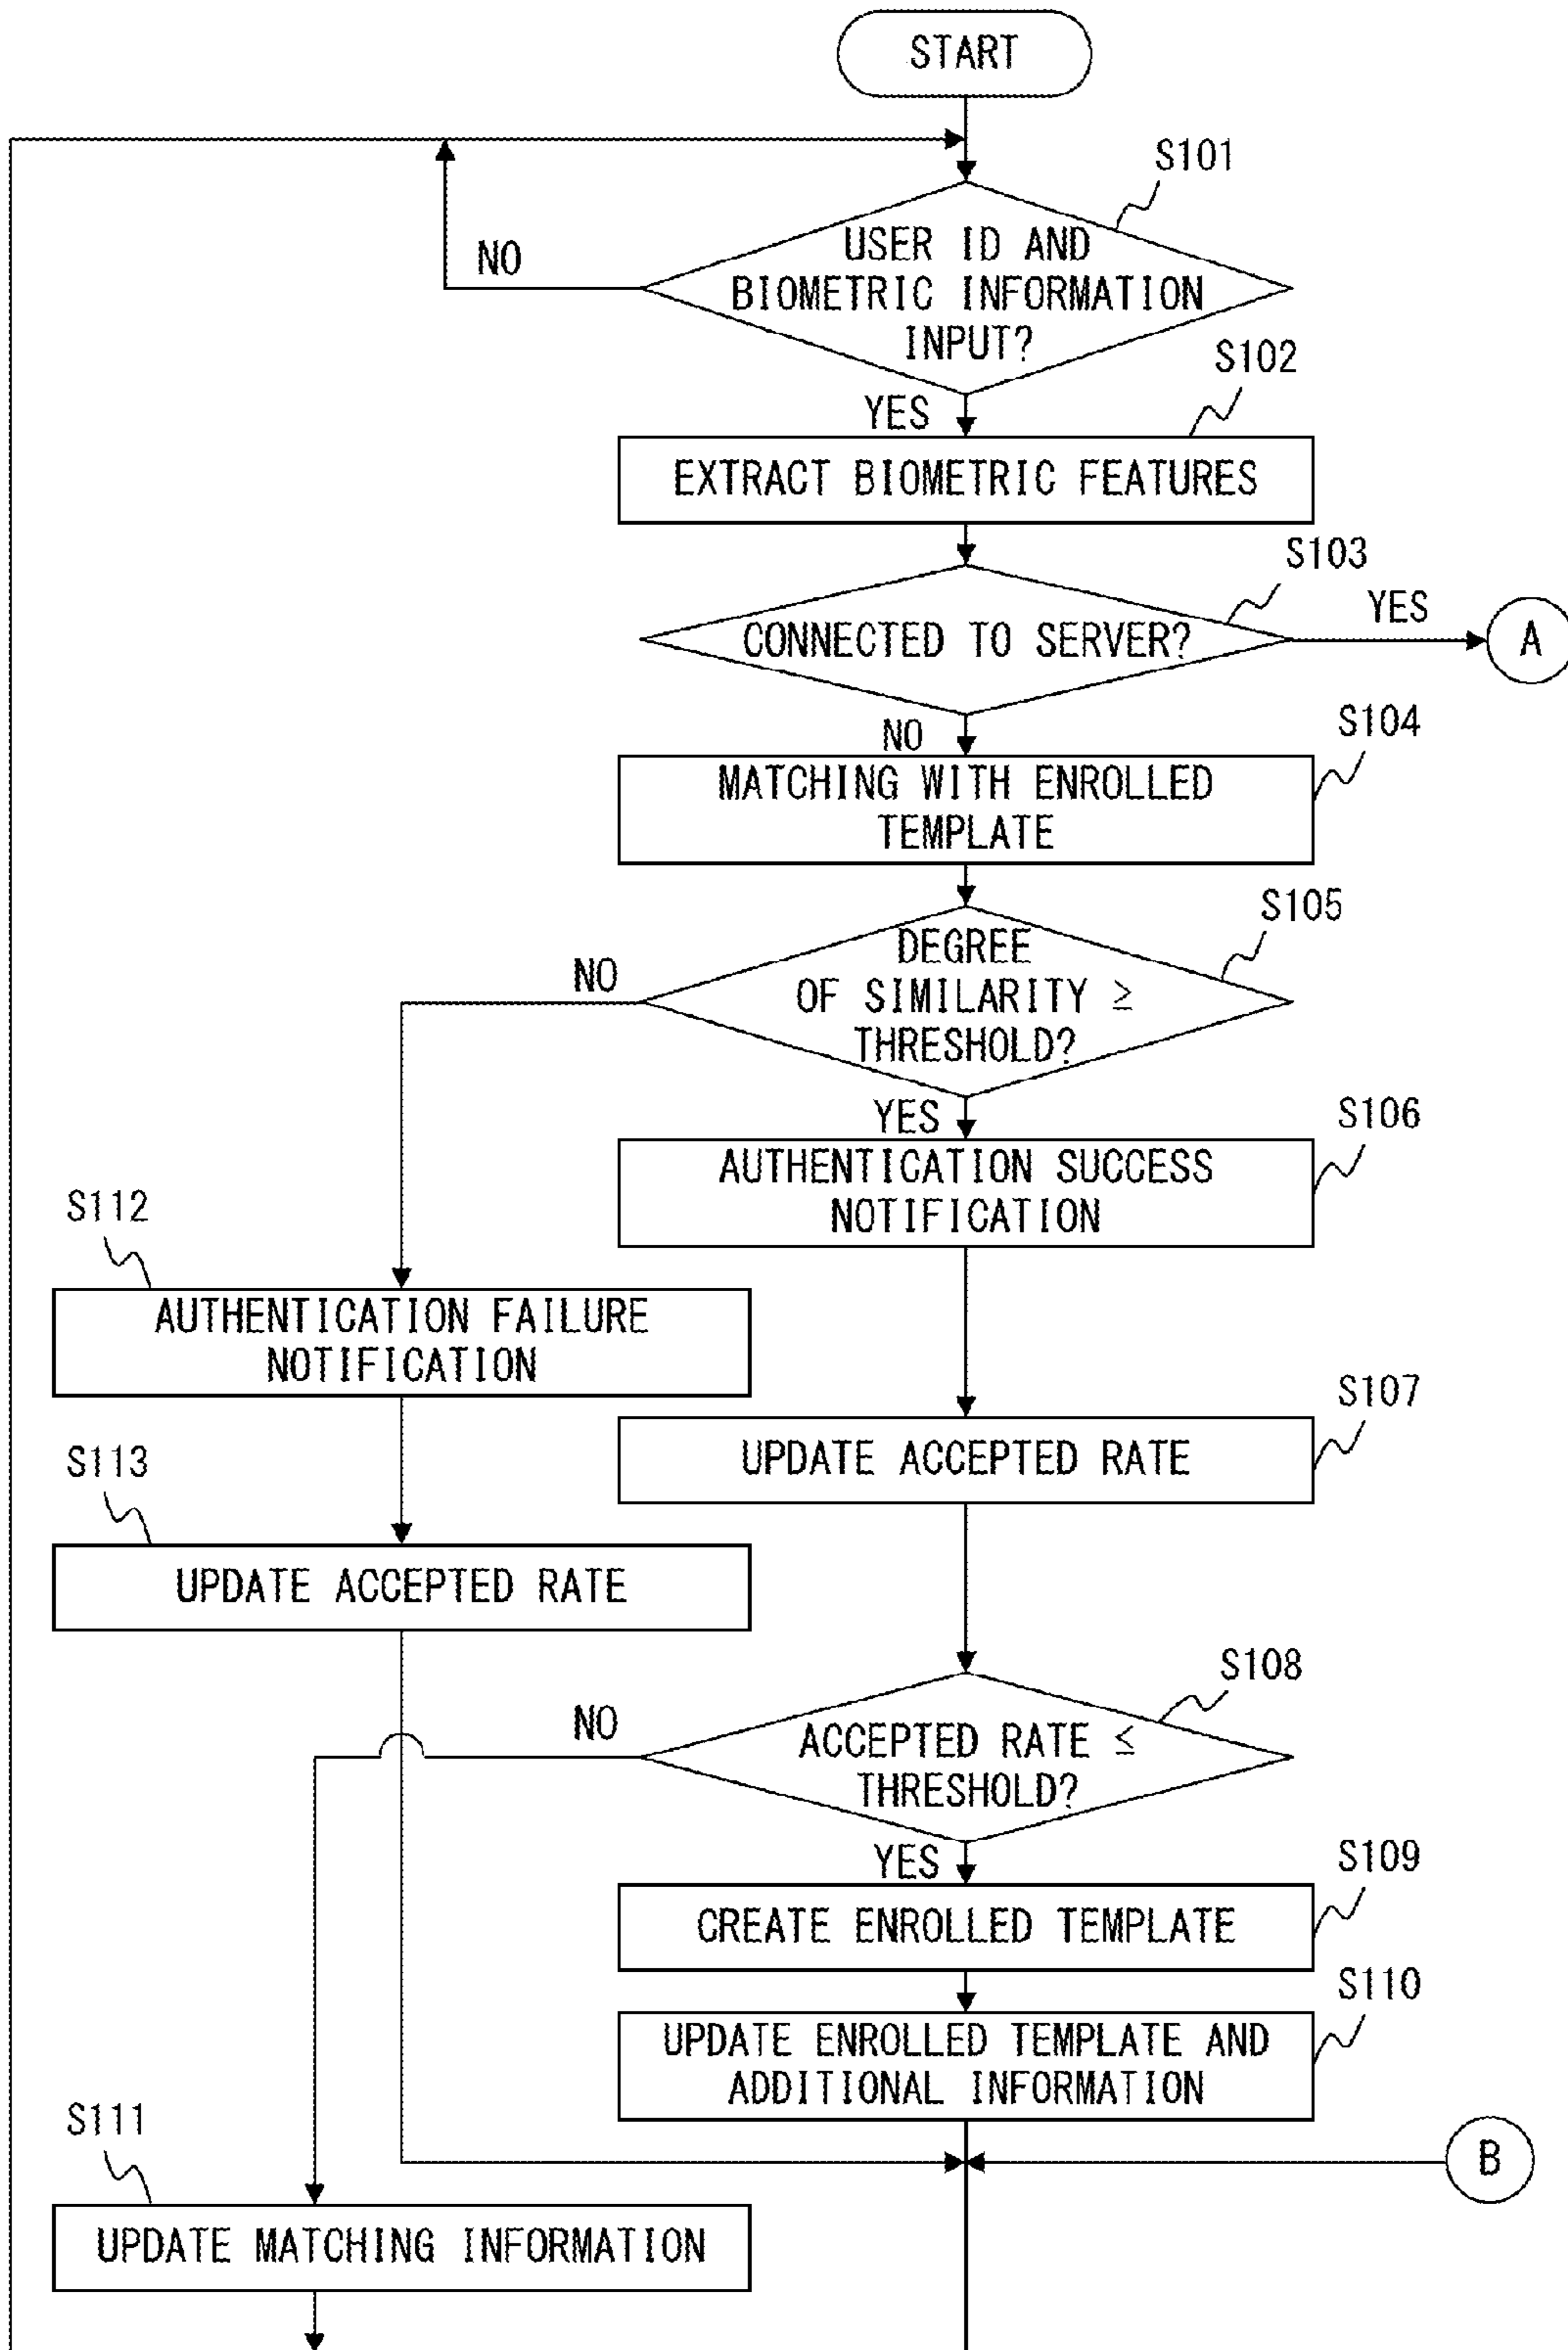 START
S101
USER ID AND
BIOMETRIC INFORMATION
INPUT?
NO
S102
YES
EXTRACT BIOMETRIC FEATURES
S103
CONNECTED TO SERVER?
YES
A
NO
S104
MATCHING WITH ENROLLED
TEMPLATE
S105
DEGREE
OF SIMILARITY ≥
THRESHOLD?
NO
YES
S106
AUTHENTICATION SUCCESS
NOTIFICATION
S112
AUTHENTICATION FAILURE
NOTIFICATION
S107
UPDATE ACCEPTED RATE
S113
UPDATE ACCEPTED RATE
S108
ACCEPTED RATE ≤
THRESHOLD?
NO
YES
S109
CREATE ENROLLED TEMPLATE
S110
UPDATE ENROLLED TEMPLATE AND
ADDITIONAL INFORMATION
B
S111
UPDATE MATCHING INFORMATION